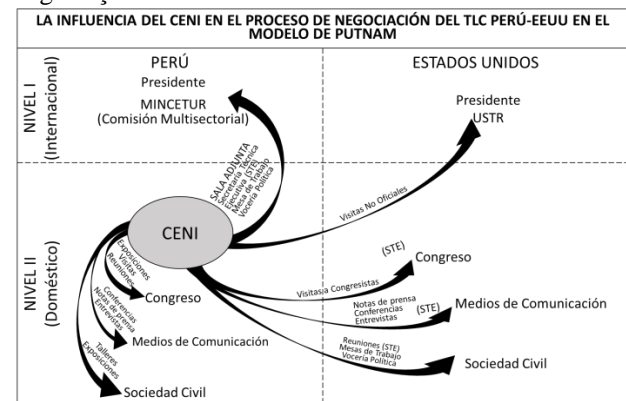 LA INFLUENCIA DEL CENI EN EL PROCESO DE NEGOCIACIÓN DEL TLC PERÚ-EEUU EN EL
MODELO DE PUTNAM
NIVEL I
(Internacional)
PERÚ
Presidente
MINCETUR
(Comisión Multisectorial)
ESTADOS UNIDOS
Presidente
USTR
SALA ADJUNTA
Secretaría Técnica
Ejecutiva (STE)
Mesa de Trabajo
Vocería Política
Visitas No Oficiales
NIVEL II
(Doméstico)
CENI
Exposiciones
Visitas
Reuniones
Congreso
Conferencias
Notas de prensa
Entrevistas
Medios de Comunicación
Talleres
Exposiciones
Sociedad Civil
Visitas a Congresistas
(STE)
Congreso
Notas de prensa
Conferencias
Entrevistas
(STE)
Medios de Comunicación
Reuniones (STE)
Mesas de Trabajo
Vocería Política
Sociedad Civil